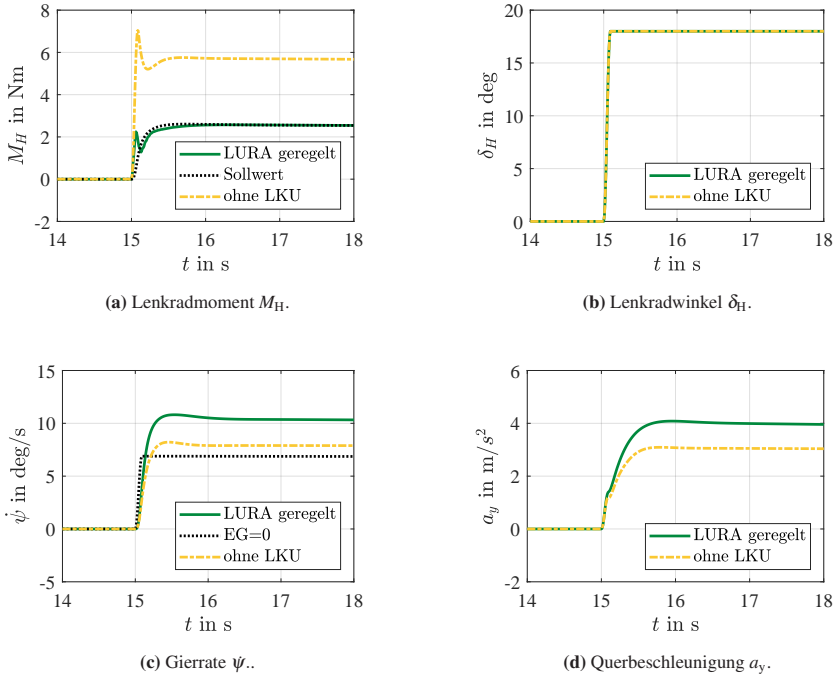 8
6
4
2
0
-2
M_H in Nm
LURA geregelt
Sollwert
ohne LKU
14 15 16 17 18
t in s
(a) Lenkradmoment M_H.
20
15
10
5
0
δ_H in deg
LURA geregelt
ohne LKU
14 15 16 17 18
t in s
(b) Lenkradwinkel δ_H.
15
10
5
0
-5
ψ̇ in deg/s
LURA geregelt
EG=0
ohne LKU
14 15 16 17 18
t in s
(c) Gierrate ψ̇..
6
4
2
0
-2
a_y in m/s²
LURA geregelt
ohne LKU
14 15 16 17 18
t in s
(d) Querbeschleunigung a_y.